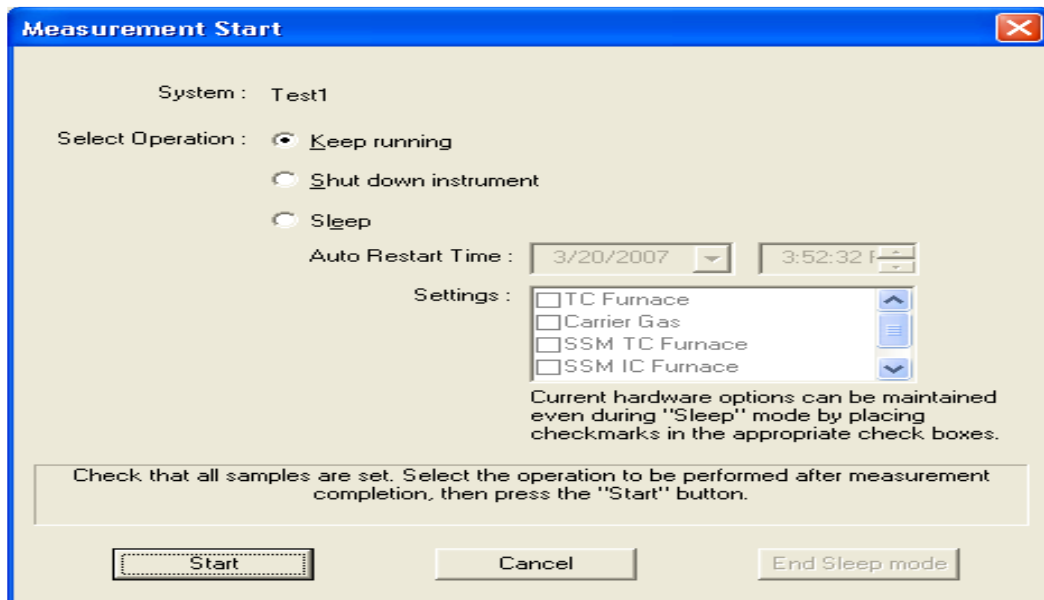 Measurement Start
System : Test1
Select Operation : Keep running
Shut down instrument
Sleep
Auto Restart Time : 3/20/2007 3:52:32
Settings : TC Furnace
Carrier Gas
SSM TC Furnace
SSM IC Furnace
Current hardware options can be maintained
even during "Sleep" mode by placing
checkmarks in the appropriate check boxes.
Check that all samples are set. Select the operation to be performed after measurement
completion, then press the "Start" button.
Start Cancel End Sleep mode